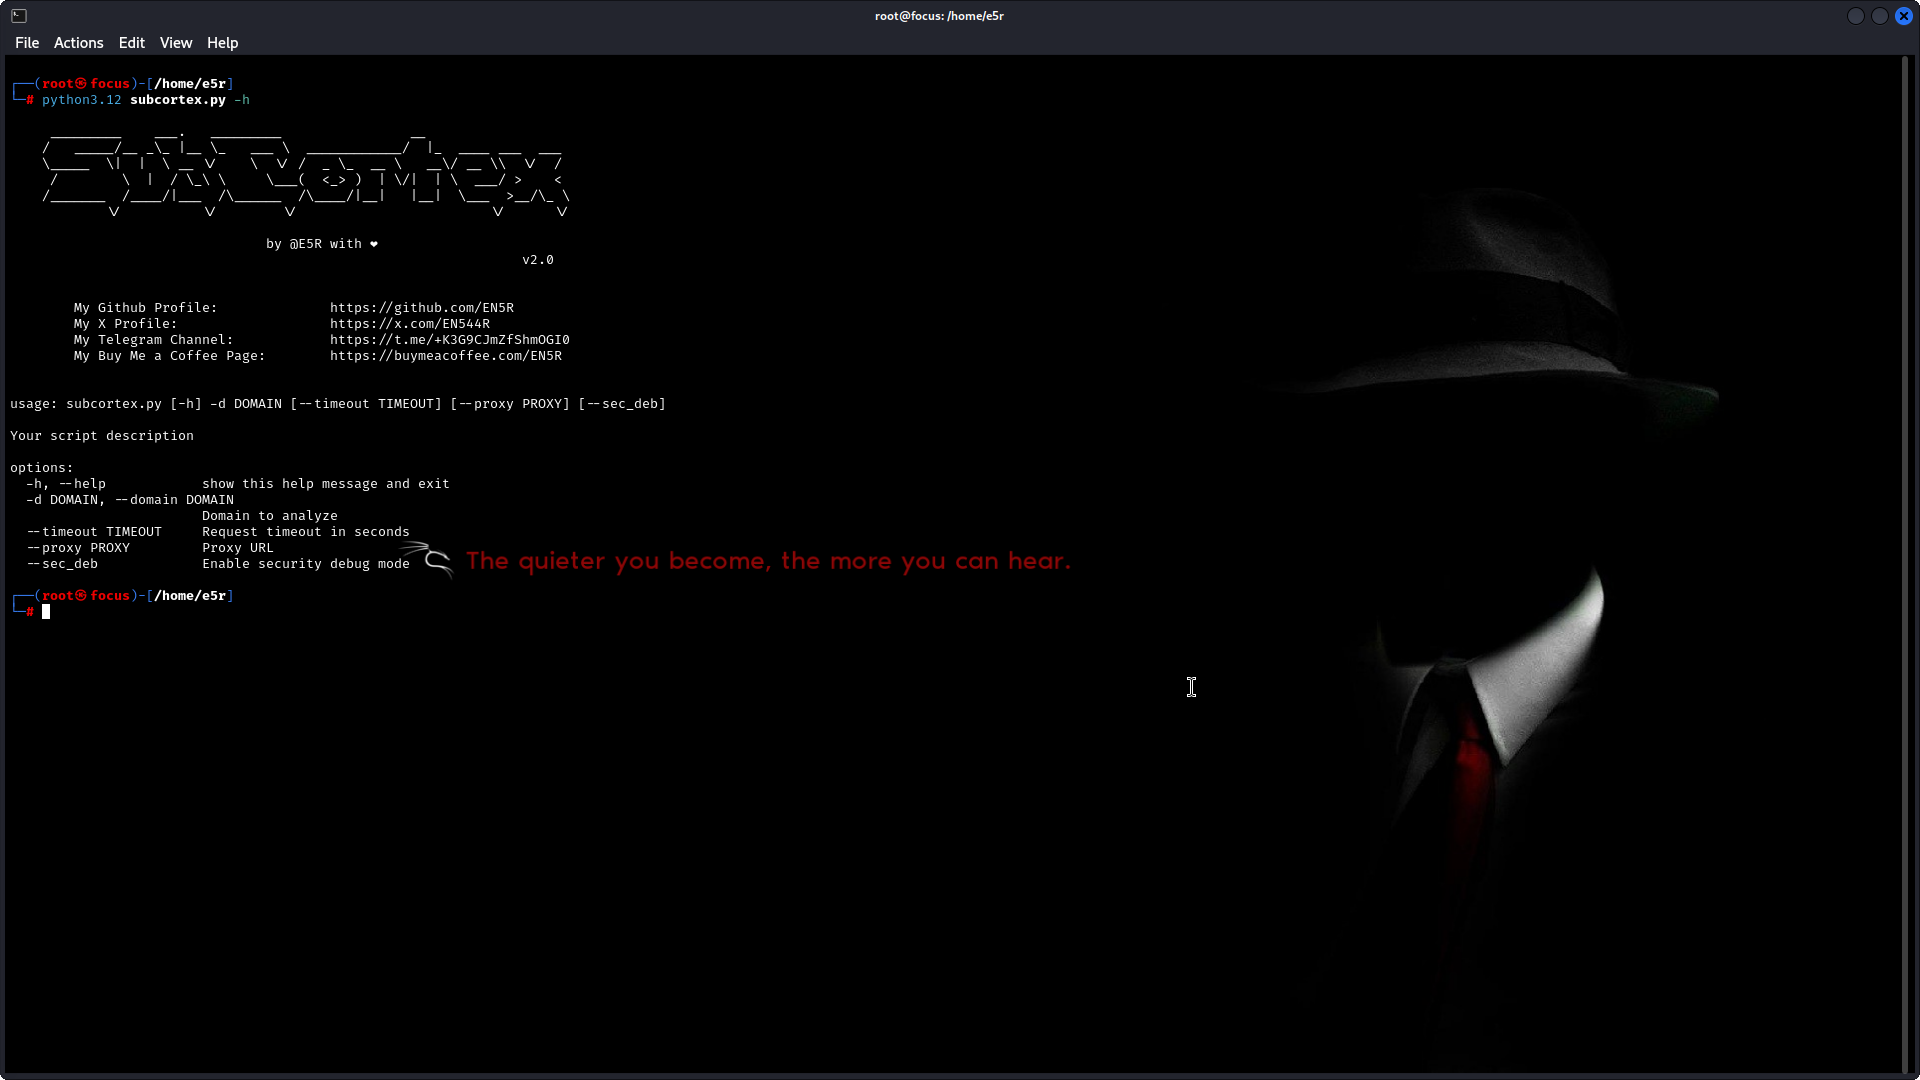 root@focus: /home/e5r
File Actions Edit View Help
┌──(root㉿focus)-[/home/e5r]
└─# python3.12 subcortex.py -h
SubCortex
by @E5R with ❤
v2.0
My Github Profile: https://github.com/EN5R
My X Profile: https://x.com/EN544R
My Telegram Channel: https://t.me/+K3G9CJmZfShmOGI0
My Buy Me a Coffee Page: https://buymeacoffee.com/EN5R
usage: subcortex.py [-h] -d DOMAIN [--timeout TIMEOUT] [--proxy PROXY] [--sec_deb]
Your script description
options:
-h, --help show this help message and exit
-d DOMAIN, --domain DOMAIN
Domain to analyze
--timeout TIMEOUT Request timeout in seconds
--proxy PROXY Proxy URL
--sec_deb Enable security debug mode
The quieter you become, the more you can hear.
┌──(root㉿focus)-[/home/e5r]
└─#